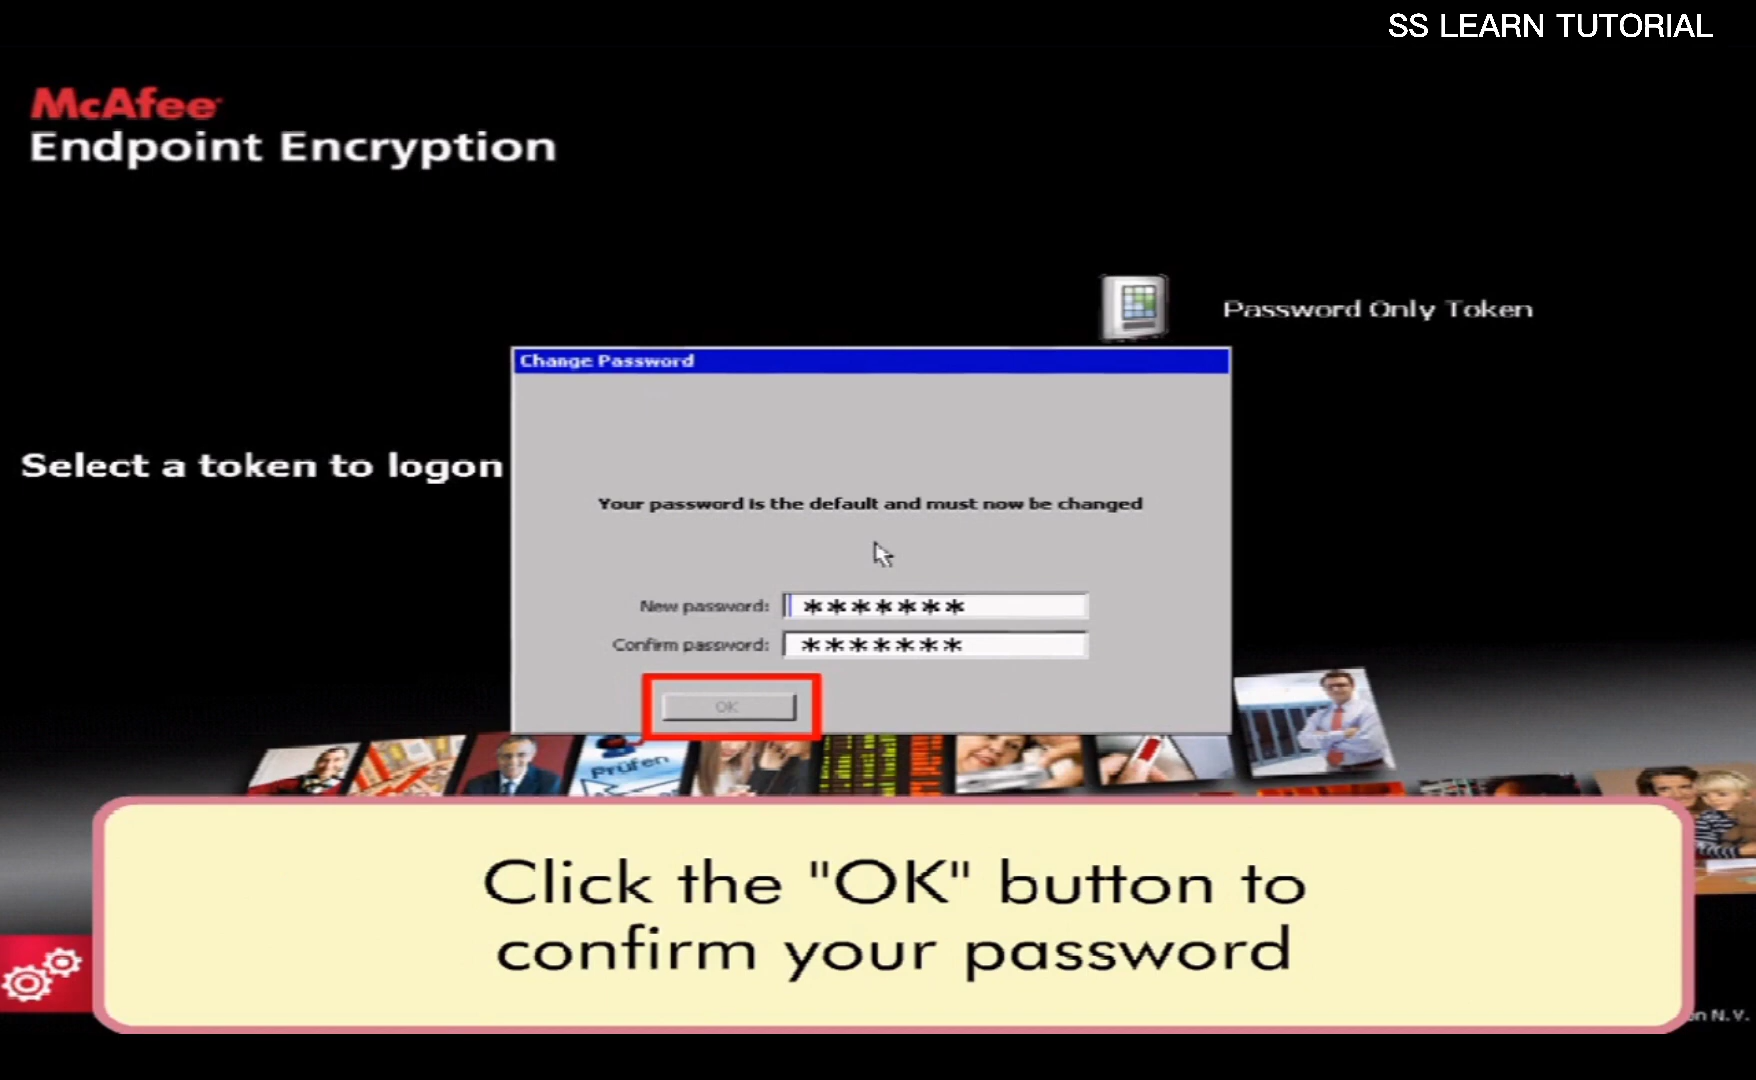 SS LEARN TUTORIAL
McAfee
Endpoint Encryption
Password Only Token
Change Password
Select a token to logon
Your password is the default and must now be changed
New password: *******
Confirm password: *******
OK
Prüfen
Click the "OK" button to
confirm your password
N.V.